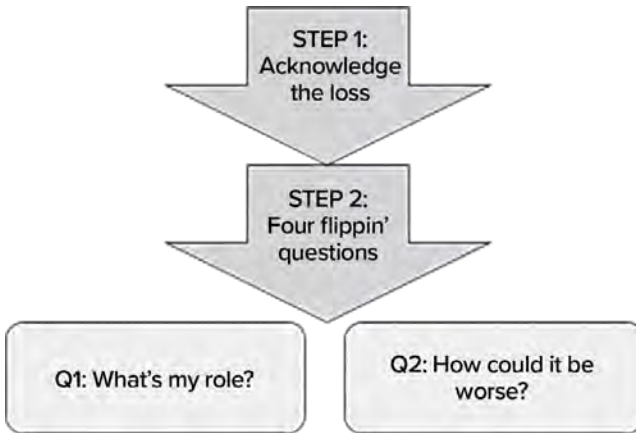 STEP 1:
Acknowledge
the loss
STEP 2:
Four flippin’
questions
Q1: What’s my role?
Q2: How could it be
worse?